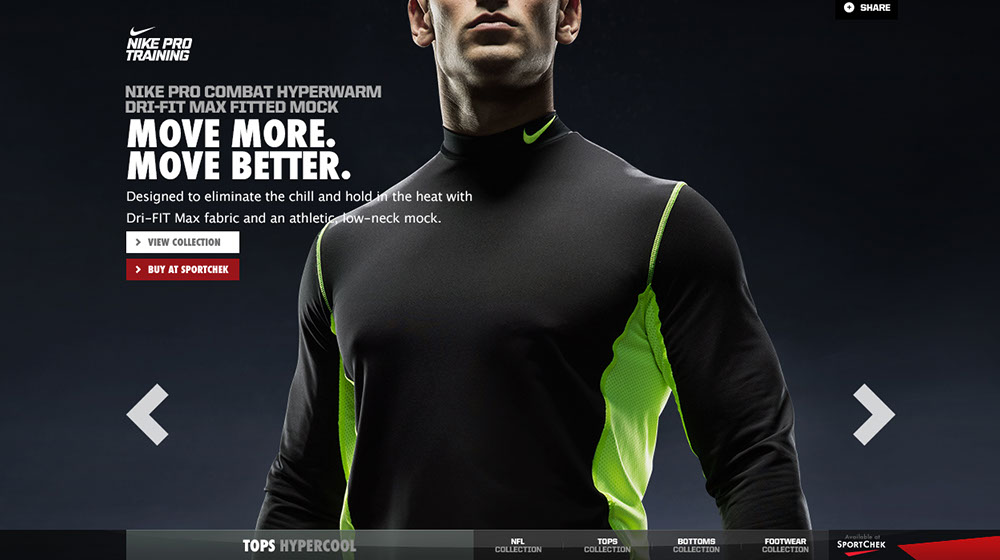 SHARE
NIKE PRO
TRAINING
NIKE PRO COMBAT HYPERWARM
DRI-FIT MAX FITTED MOCK
MOVE MORE.
MOVE BETTER.
Designed to eliminate the chill and hold in the heat with
Dri-FIT Max fabric and an athletic, low-neck mock.
VIEW COLLECTION
BUY AT SPORTCHEK
TOPS HYPERCOOL
NFL
COLLECTION
TOPS
COLLECTION
BOTTOMS
COLLECTION
FOOTWEAR
COLLECTION
Available at
SPORTCHEK